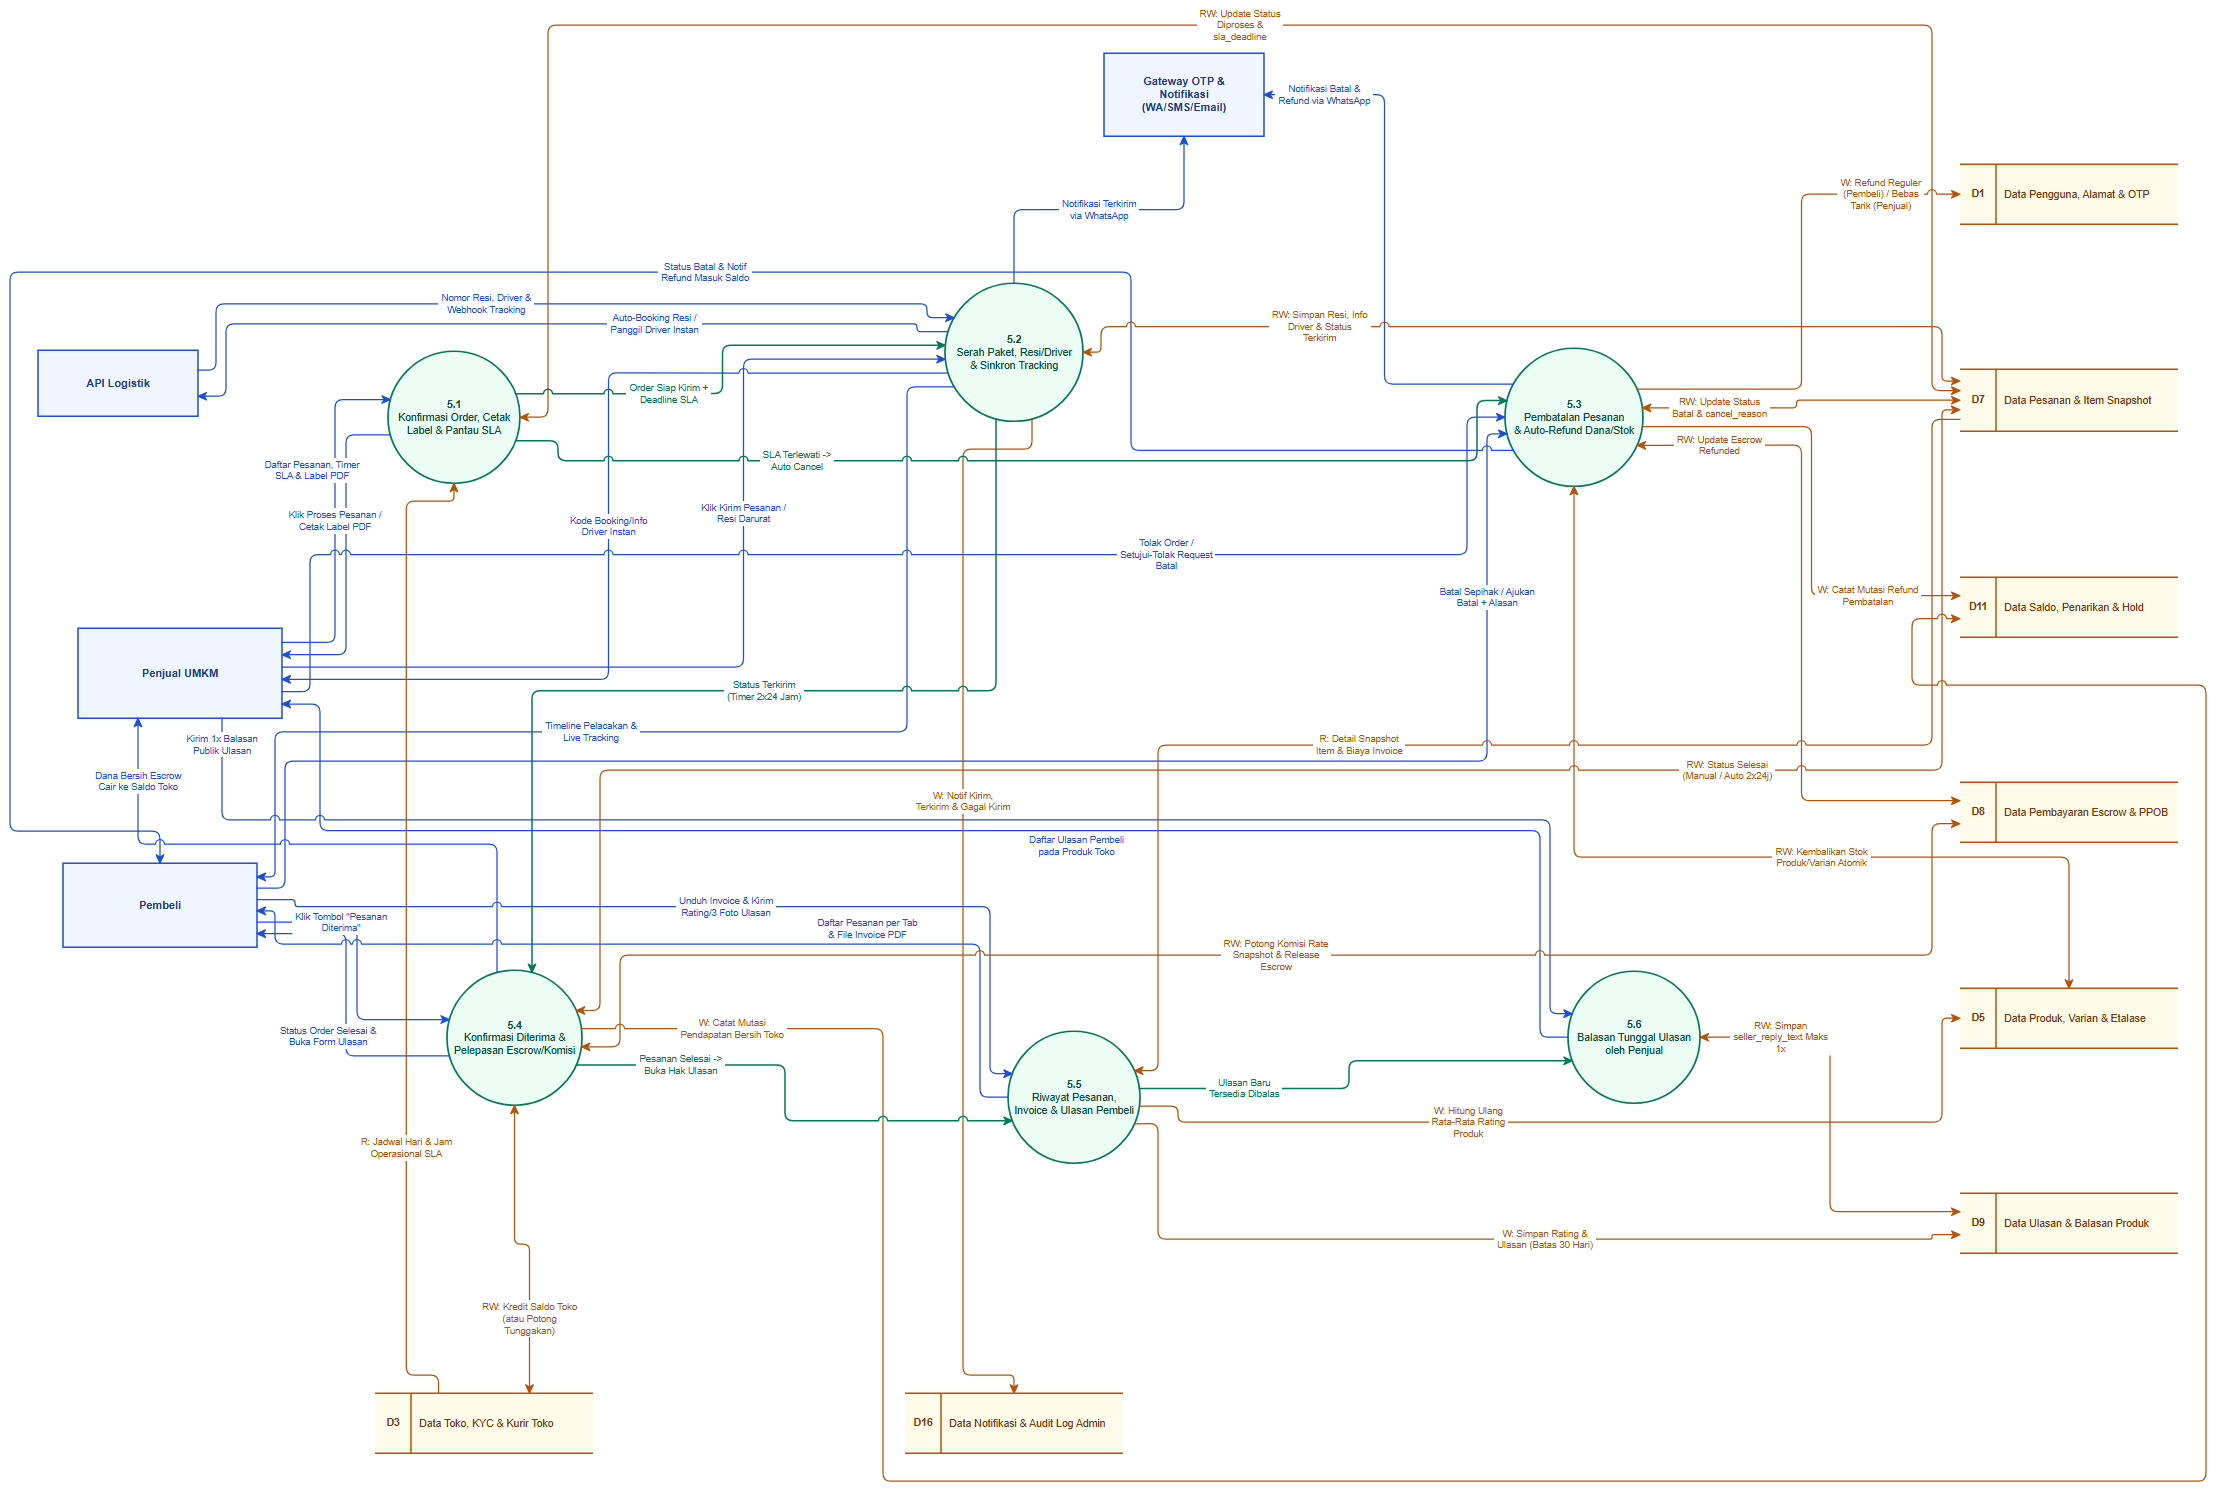 RW: Update Status
Diproses &
sla_deadline
Gateway OTP &
Notifikasi
(WA/SMS/Email)
Notifikasi Batal &
Refund via WhatsApp
W: Refund Reguler
(Pembeli) / Bebas
Tarik (Penjual)
D1
Data Pengguna, Alamat & OTP
Notifikasi Terkirim
via WhatsApp
Status Batal & Notif
Refund Masuk Saldo
Nomor Resi, Driver &
Webhook Tracking
Auto-Booking Resi /
Panggil Driver Instan
RW: Simpan Resi, Info
Driver & Status
Terkirim
5.2
Serah Paket, Resi/Driver
& Sinkron Tracking
API Logistik
5.1
Konfirmasi Order, Cetak
Label & Pantau SLA
Order Siap Kirim +
Deadline SLA
5.3
Pembatalan Pesanan
& Auto-Refund Dana/Stok
RW: Update Status
Batal & cancel_reason
D7
Data Pesanan & Item Snapshot
RW: Update Escrow
Refunded
SLA Terlewati ->
Auto Cancel
Daftar Pesanan, Timer
SLA & Label PDF
Klik Proses Pesanan /
Cetak Label PDF
Kode Booking/Info
Driver Instan
Klik Kirim Pesanan /
Resi Darurat
Tolak Order /
Setujui-Tolak Request
Batal
Batal Sepihak / Ajukan
Batal + Alasan
W: Catat Mutasi Refund
Pembatalan
D11
Data Saldo, Penarikan & Hold
Penjual UMKM
Status Terkirim
(Timer 2x24 Jam)
Kirim 1x Balasan
Publik Ulasan
Timeline Pelacakan &
Live Tracking
R: Detail Snapshot
Item & Biaya Invoice
RW: Status Selesai
(Manual / Auto 2x24j)
Dana Bersih Escrow
Cair ke Saldo Toko
W: Notif Kirim,
Terkirim & Gagal Kirim
D8
Data Pembayaran Escrow & PPOB
Daftar Ulasan Pembeli
pada Produk Toko
RW: Kembalikan Stok
Produk/Varian Atomik
Pembeli
Klik Tombol "Pesanan
Diterima"
Unduh Invoice & Kirim
Rating/3 Foto Ulasan
Daftar Pesanan per Tab
& File Invoice PDF
RW: Potong Komisi Rate
Snapshot & Release
Escrow
Status Order Selesai &
Buka Form Ulasan
5.4
Konfirmasi Diterima &
Pelepasan Escrow/Komisi
W: Catat Mutasi
Pendapatan Bersih Toko
Pesanan Selesai ->
Buka Hak Ulasan
5.5
Riwayat Pesanan,
Invoice & Ulasan Pembeli
Ulasan Baru
Tersedia Dibalas
5.6
Balasan Tunggal Ulasan
oleh Penjual
RW: Simpan
seller_reply_text Maks
1x
D5
Data Produk, Varian & Etalase
W: Hitung Ulang
Rata-Rata Rating
Produk
R: Jadwal Hari & Jam
Operasional SLA
W: Simpan Rating &
Ulasan (Batas 30 Hari)
D9
Data Ulasan & Balasan Produk
RW: Kredit Saldo Toko
(atau Potong
Tunggakan)
D3
Data Toko, KYC & Kurir Toko
D16
Data Notifikasi & Audit Log Admin